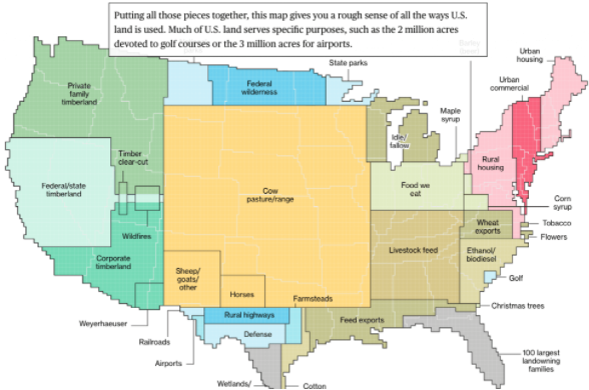 Putting all those pieces together, this map gives you a rough sense of all the ways U.S.
land is used. Much of U.S. land serves specific purposes, such as the 2 million acres
devoted to golf courses or the 3 million acres for airports.
Urban
housing
State parks
Urban
commercial
Private
family
timberland
Federal
wilderness
Maple
syrup
Idle/
fallow
Timber
clear-cut
Rural
housing
Federal/state
timberland
Cow
pasture/range
Food we
eat
Corn
syrup
Tobacco
Wheat
exports
Flowers
Wildfires
Livestock feed
Ethanol/
biodiesel
Corporate
timberland
Sheep/
goats/
other
Golf
Horses
Farmsteads
Christmas trees
Rural highways
Feed exports
Weyerhaeuser
Defense
Railroads
100 largest
landowning
families
Airports
Wetlands/
Cotton